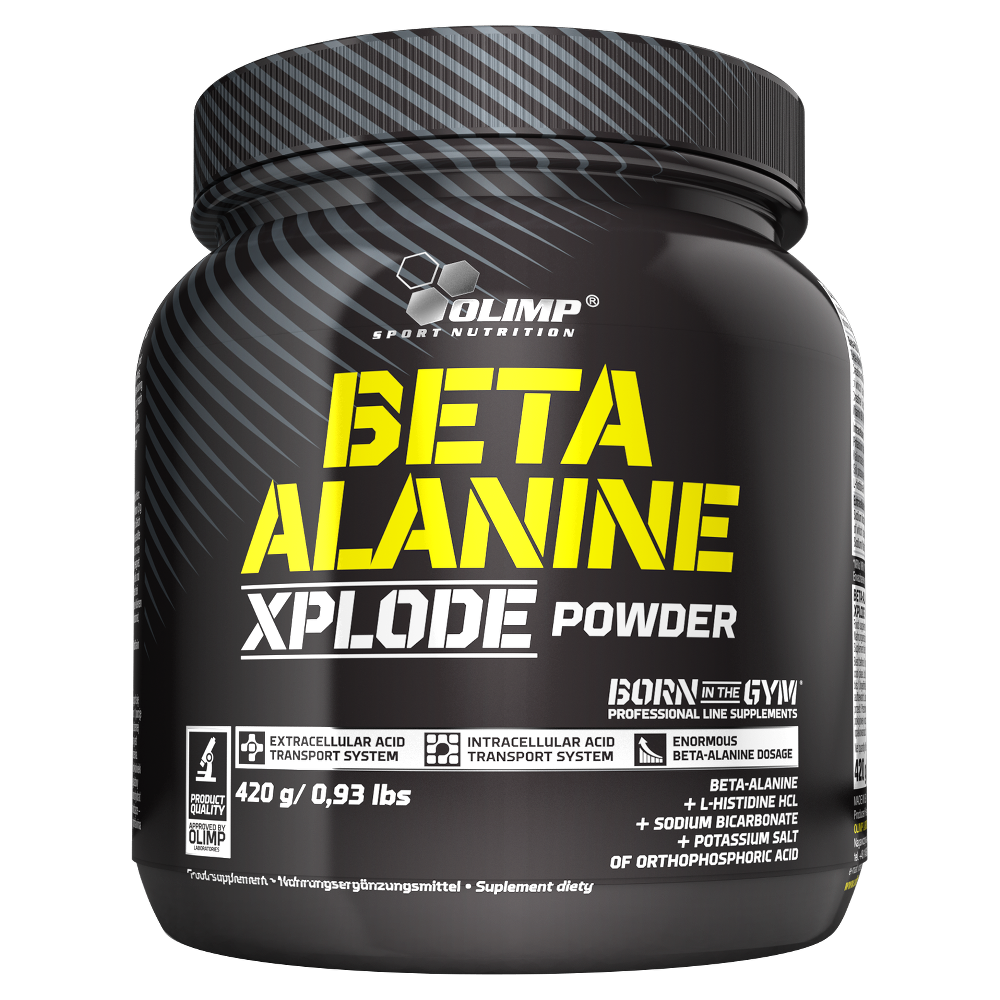 OLIMP®
SPORT NUTRITION
BETA
ALANINE
XPLODE POWDER
BORN IN THE GYM
PROFESSIONAL LINE SUPPLEMENTS
EXTRACELLULAR ACID
TRANSPORT SYSTEM
INTRACELLULAR ACID
TRANSPORT SYSTEM
ENORMOUS
BETA-ALANINE DOSAGE
PRODUCT
QUALITY
APPROVED BY
OLIMP
LABORATORIES
420 g/ 0,93 lbs
BETA-ALANINE
+ L-HISTIDINE HCL
+ SODIUM BICARBONATE
+ POTASSIUM SALT
OF ORTHOPHOSPHORIC ACID
Food supplement • Nahrungsergänzungsmittel • Suplement diety